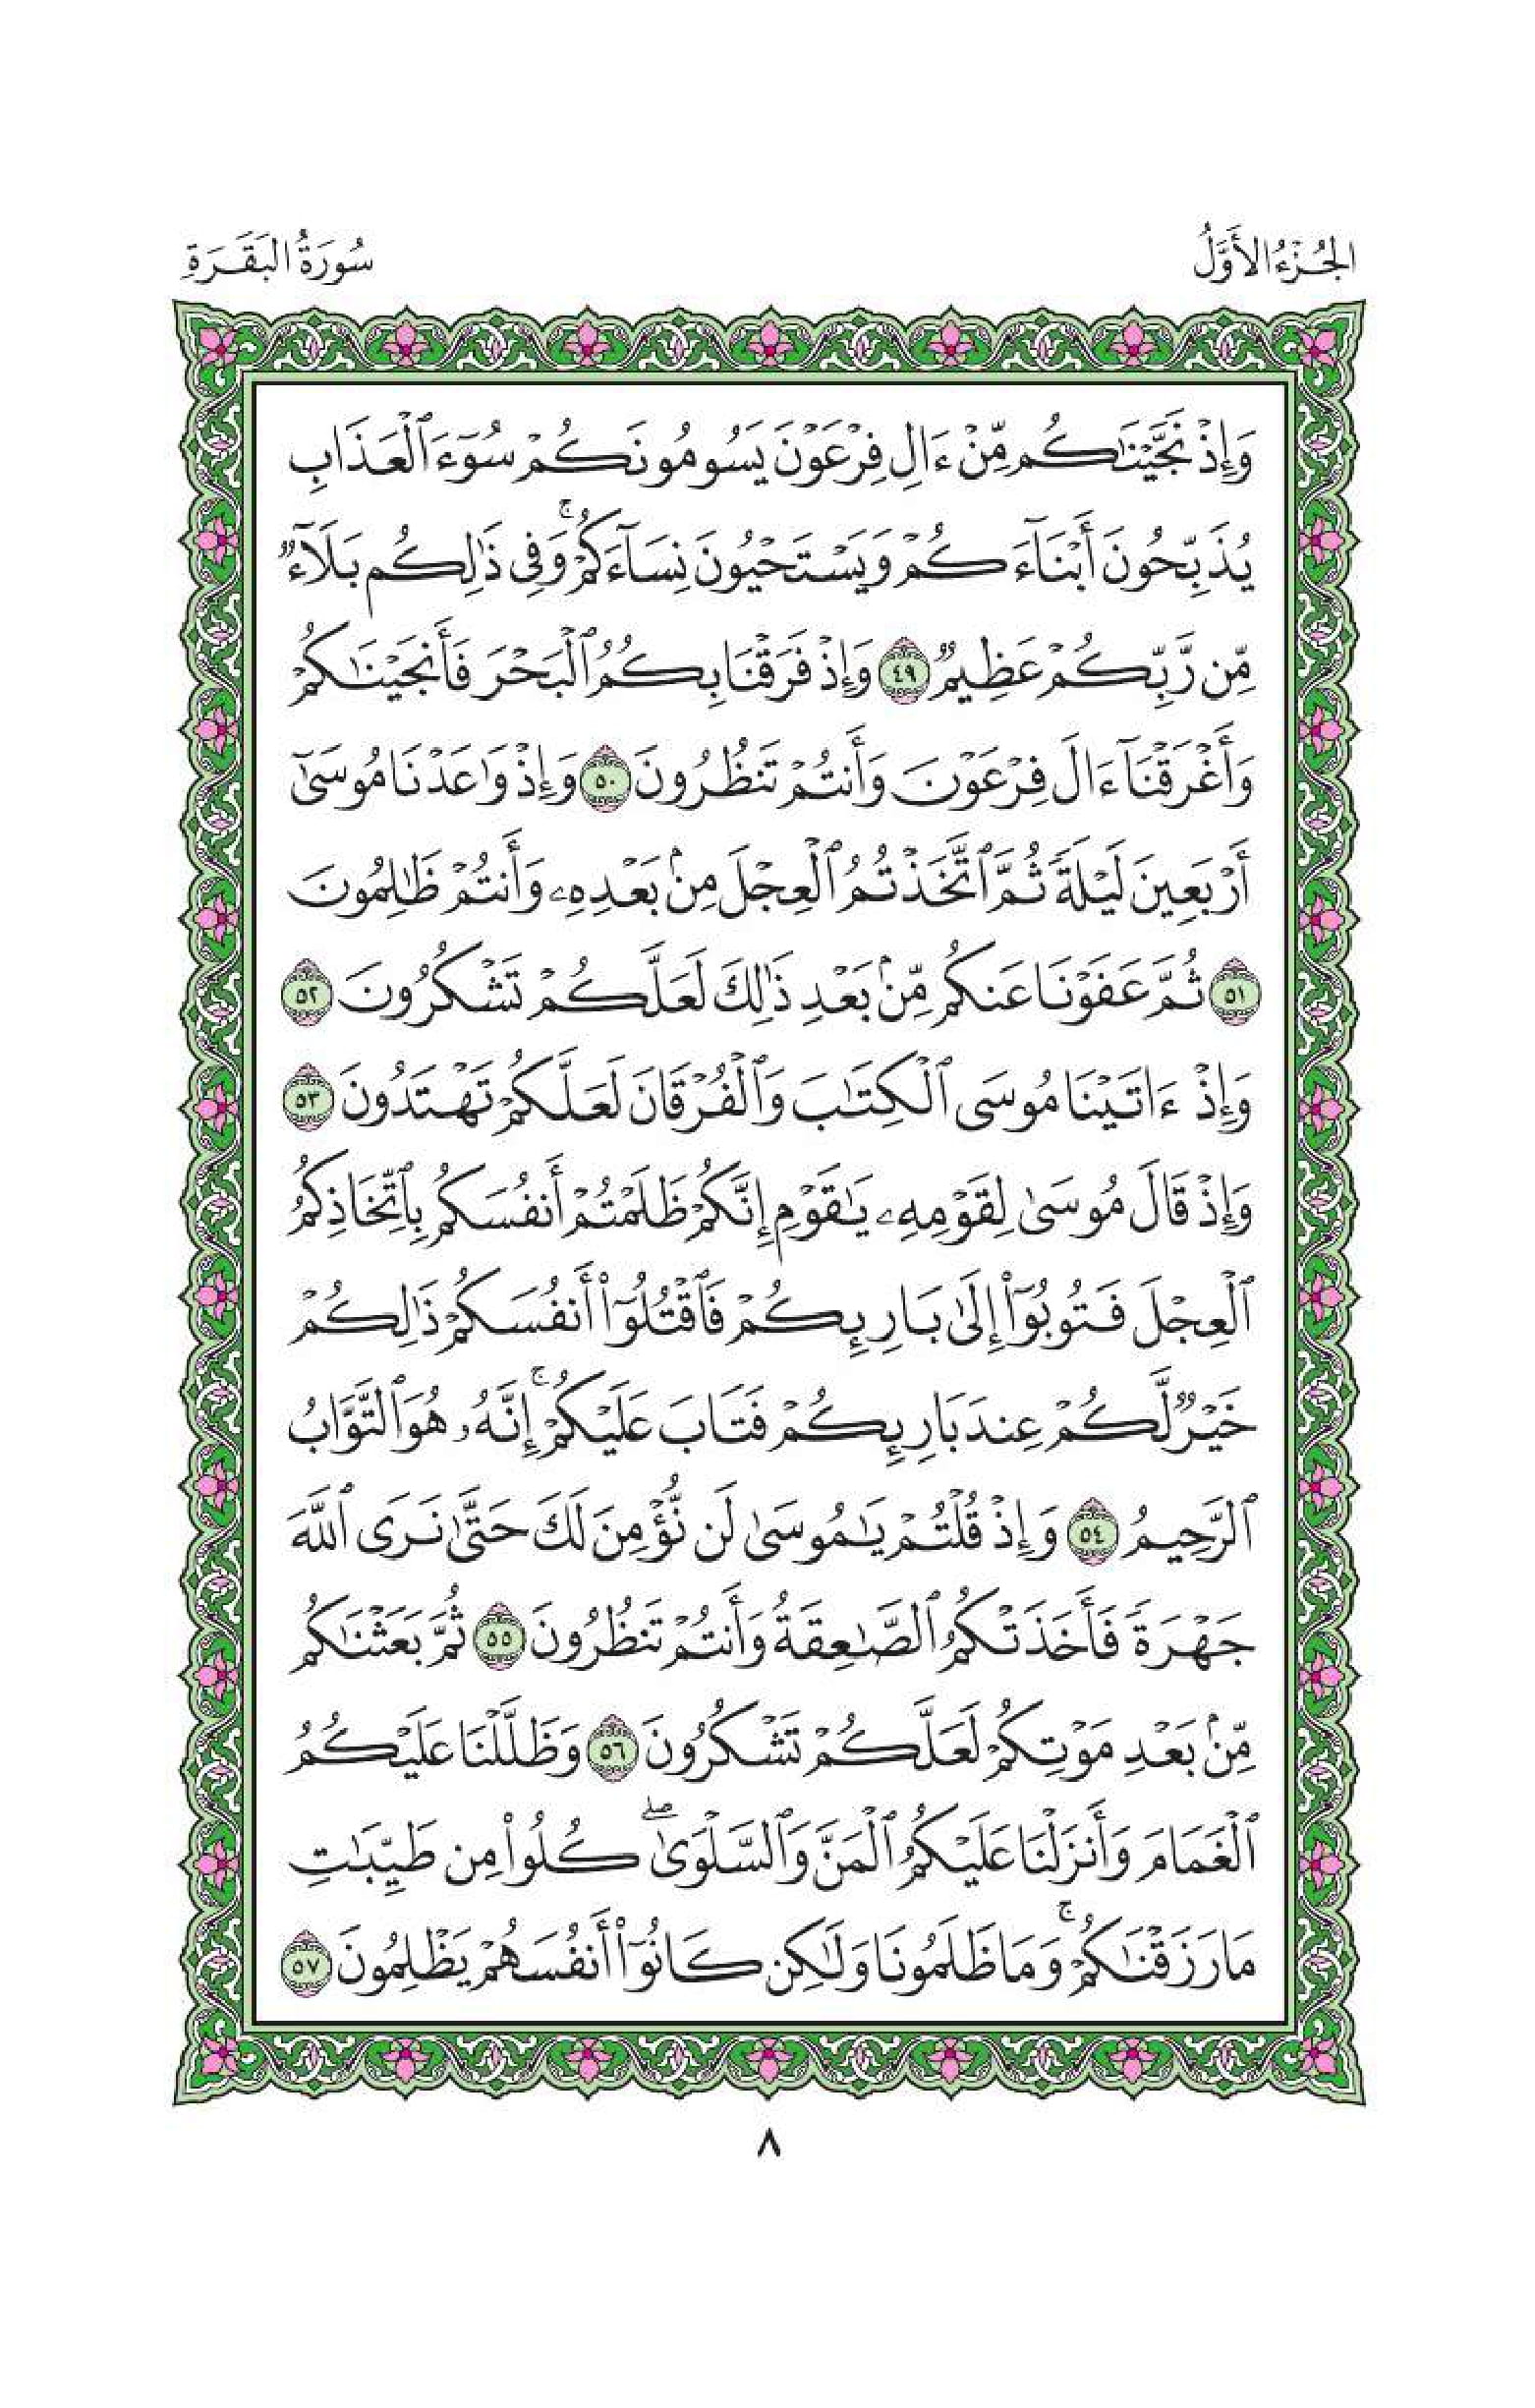 الجُزْءُ الأَوَّلُ
سُورَةُ البَقَرَةِ
وَإِذْ نَجَّيْنَٰكُم مِّنْ ءَالِ فِرْعَوْنَ يَسُومُونَكُمْ سُوٓءَ ٱلْعَذَابِ
يُذَبِّحُونَ أَبْنَآءَكُمْ وَيَسْتَحْيُونَ نِسَآءَكُمْ ۚ وَفِى ذَٰلِكُم بَلَآءٌ
مِّن رَّبِّكُمْ عَظِيمٌ ٤٩ وَإِذْ فَرَقْنَا بِكُمُ ٱلْبَحْرَ فَأَنجَيْنَٰكُمْ
وَأَغْرَقْنَآ ءَالَ فِرْعَوْنَ وَأَنتُمْ تَنظُرُونَ ٥٠ وَإِذْ وَٰعَدْنَا مُوسَىٰٓ
أَرْبَعِينَ لَيْلَةً ثُمَّ ٱتَّخَذْتُمُ ٱلْعِجْلَ مِنۢ بَعْدِهِۦ وَأَنتُمْ ظَٰلِمُونَ
٥١ ثُمَّ عَفَوْنَا عَنكُم مِّنۢ بَعْدِ ذَٰلِكَ لَعَلَّكُمْ تَشْكُرُونَ ٥٢
وَإِذْ ءَاتَيْنَا مُوسَى ٱلْكِتَٰبَ وَٱلْفُرْقَانَ لَعَلَّكُمْ تَهْتَدُونَ ٥٣
وَإِذْ قَالَ مُوسَىٰ لِقَوْمِهِۦ يَٰقَوْمِ إِنَّكُمْ ظَلَمْتُمْ أَنفُسَكُم بِٱتِّخَاذِكُمُ
ٱلْعِجْلَ فَتُوبُوٓا۟ إِلَىٰ بَارِئِكُمْ فَٱقْتُلُوٓا۟ أَنفُسَكُمْ ذَٰلِكُمْ
خَيْرٌ لَّكُمْ عِندَ بَارِئِكُمْ فَتَابَ عَلَيْكُمْ ۚ إِنَّهُۥ هُوَ ٱلتَّوَّابُ
ٱلرَّحِيمُ ٥٤ وَإِذْ قُلْتُمْ يَٰمُوسَىٰ لَن نُّؤْمِنَ لَكَ حَتَّىٰ نَرَى ٱللَّهَ
جَهْرَةً فَأَخَذَتْكُمُ ٱلصَّٰعِقَةُ وَأَنتُمْ تَنظُرُونَ ٥٥ ثُمَّ بَعَثْنَٰكُم
مِّنۢ بَعْدِ مَوْتِكُمْ لَعَلَّكُمْ تَشْكُرُونَ ٥٦ وَظَلَّلْنَا عَلَيْكُمُ
ٱلْغَمَامَ وَأَنزَلْنَا عَلَيْكُمُ ٱلْمَنَّ وَٱلسَّلْوَىٰ ۖ كُلُوا۟ مِن طَيِّبَٰتِ
مَا رَزَقْنَٰكُمْ ۚ وَمَا ظَلَمُونَا وَلَٰكِن كَانُوٓا۟ أَنفُسَهُمْ يَظْلِمُونَ ٥٧
٨